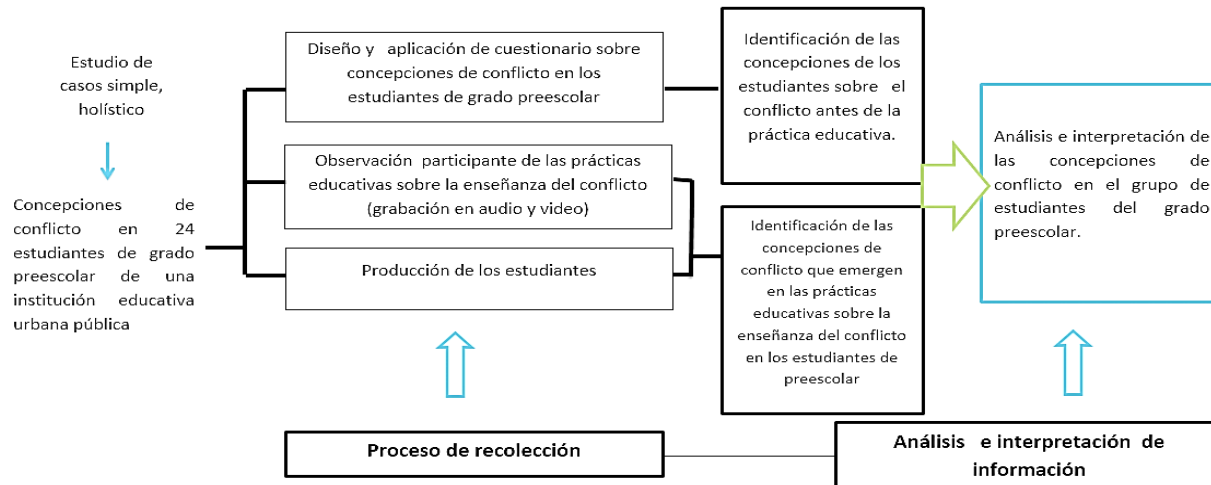 Estudio de
casos simple,
holístico
Concepciones de
conflicto en 24
estudiantes de grado
preescolar de una
institución educativa
urbana pública
Diseño y aplicación de cuestionario sobre
concepciones de conflicto en los
estudiantes de grado preescolar
Observación participante de las prácticas
educativas sobre la enseñanza del conflicto
(grabación en audio y video)
Producción de los estudiantes
Identificación de las
concepciones de los
estudiantes sobre el
conflicto antes de la
práctica educativa.
Identificación de las
concepciones de
conflicto que emergen
en las prácticas
educativas sobre la
enseñanza del conflicto
en los estudiantes de
preescolar
Análisis e interpretación de
las concepciones de
conflicto en el grupo de
estudiantes del grado
preescolar.
Proceso de recolección
Análisis e interpretación de
información